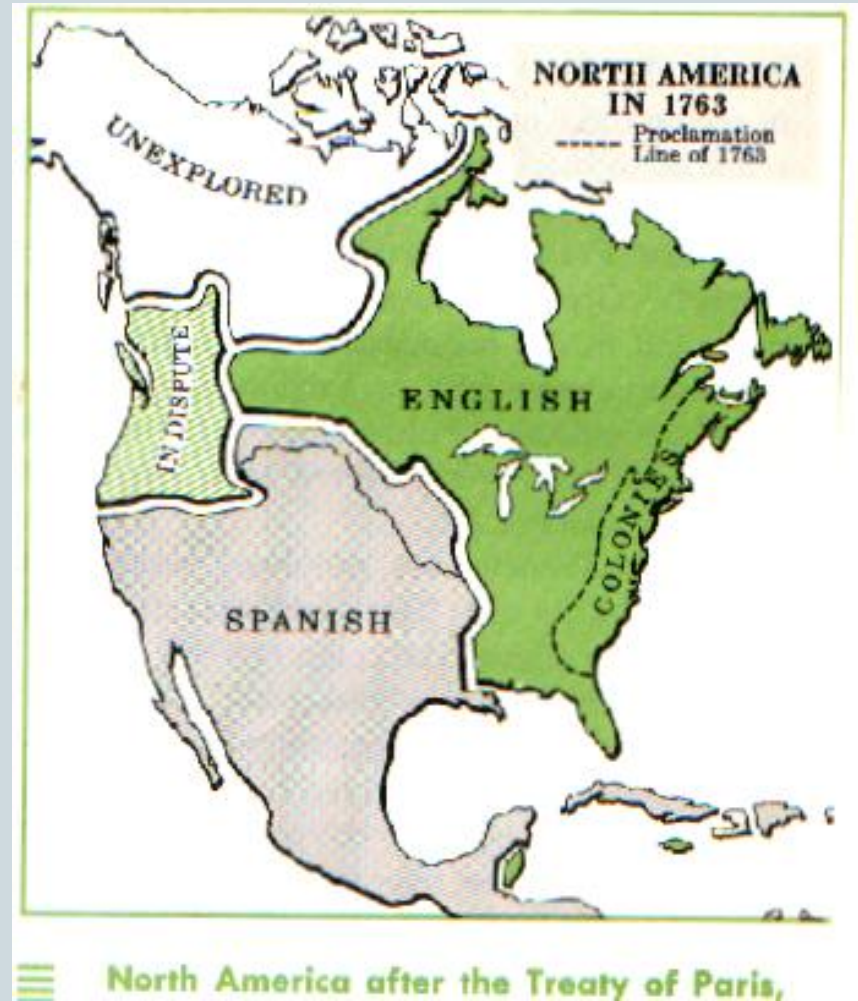 NORTH AMERICA
IN 1763
----- Proclamation
Line of 1763
UNEXPLORED
IN DISPUTE
ENGLISH
COLONIES
SPANISH
North America after the Treaty of Paris,